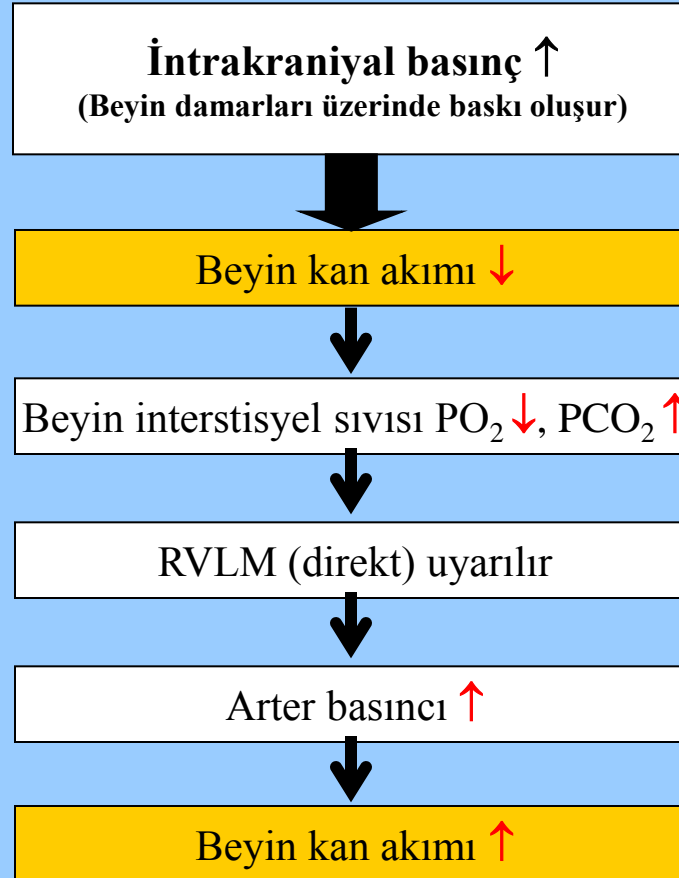 İntrakraniyal basınç ↑
(Beyin damarları üzerinde baskı oluşur)
Beyin kan akımı ↓
Beyin interstisyel sıvısı PO₂ ↓, PCO₂ ↑
RVLM (direkt) uyarılır
Arter basıncı ↑
Beyin kan akımı ↑